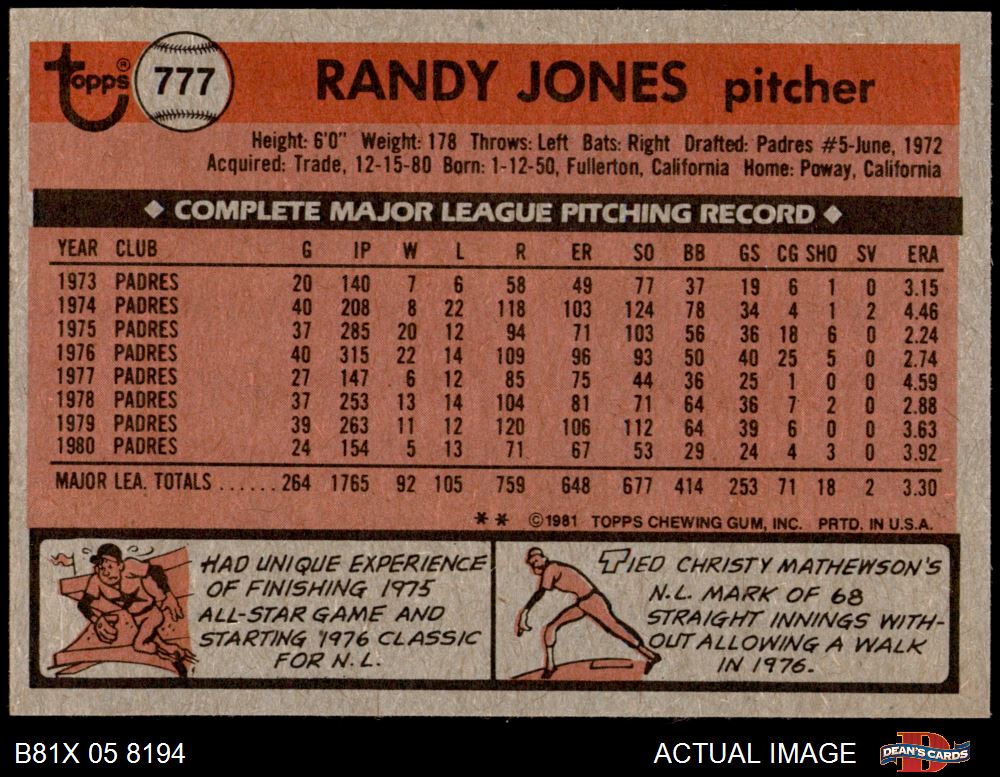 topps® 777 RANDY JONES pitcher
Height: 6'0" Weight: 178 Throws: Left Bats: Right Drafted: Padres #5-June, 1972
Acquired: Trade, 12-15-80 Born: 1-12-50, Fullerton, California Home: Poway, California
◆ COMPLETE MAJOR LEAGUE PITCHING RECORD ◆
YEAR CLUB G IP W L R ER SO BB GS CG SHO SV ERA
1973 PADRES 20 140 7 6 58 49 77 37 19 6 1 0 3.15
1974 PADRES 40 208 8 22 118 103 124 78 34 4 1 2 4.46
1975 PADRES 37 285 20 12 94 71 103 56 36 18 6 0 2.24
1976 PADRES 40 315 22 14 109 96 93 50 40 25 5 0 2.74
1977 PADRES 27 147 6 12 85 75 44 36 25 1 0 0 4.59
1978 PADRES 37 253 13 14 104 81 71 64 36 7 2 0 2.88
1979 PADRES 39 263 11 12 120 106 112 64 39 6 0 0 3.63
1980 PADRES 24 154 5 13 71 67 53 29 24 4 3 0 3.92
MAJOR LEA. TOTALS ...... 264 1765 92 105 759 648 677 414 253 71 18 2 3.30
** ©1981 TOPPS CHEWING GUM, INC. PRTD. IN U.S.A.
HAD UNIQUE EXPERIENCE
OF FINISHING 1975
ALL-STAR GAME AND
STARTING 1976 CLASSIC
FOR N.L.
TIED CHRISTY MATHEWSON'S
N.L. MARK OF 68
STRAIGHT INNINGS WITH-
OUT ALLOWING A WALK
IN 1976.
B81X 05 8194 ACTUAL IMAGE DEAN'S CARDS